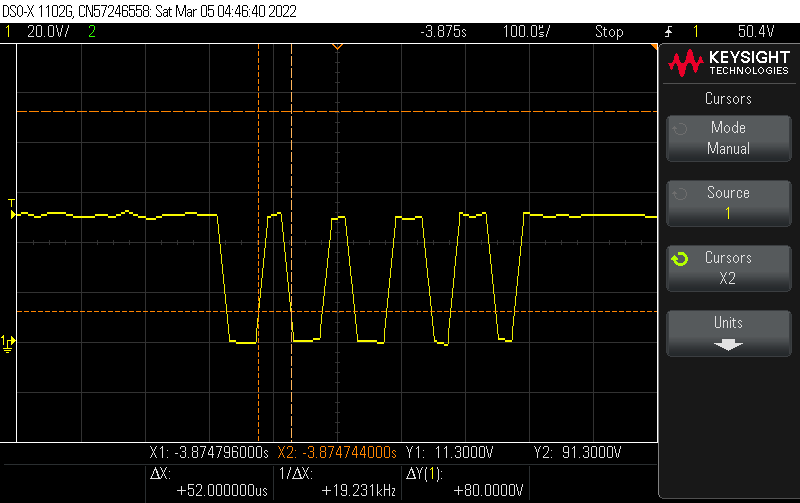 DSO-X 1102G, CN57246558: Sat Mar 05 04:46:40 2022
1 20.0V/ 2 -3.875s 100.0s/ Stop 1 50.4V
KEYSIGHT
TECHNOLOGIES
Cursors
Mode
Manual
Source
1
Cursors
X2
Units
T
1
X1: -3.874796000s X2: -3.874744000s Y1: 11.3000V Y2: 91.3000V
ΔX: 1/ΔX: ΔY(1):
+52.000000us +19.231kHz +80.0000V